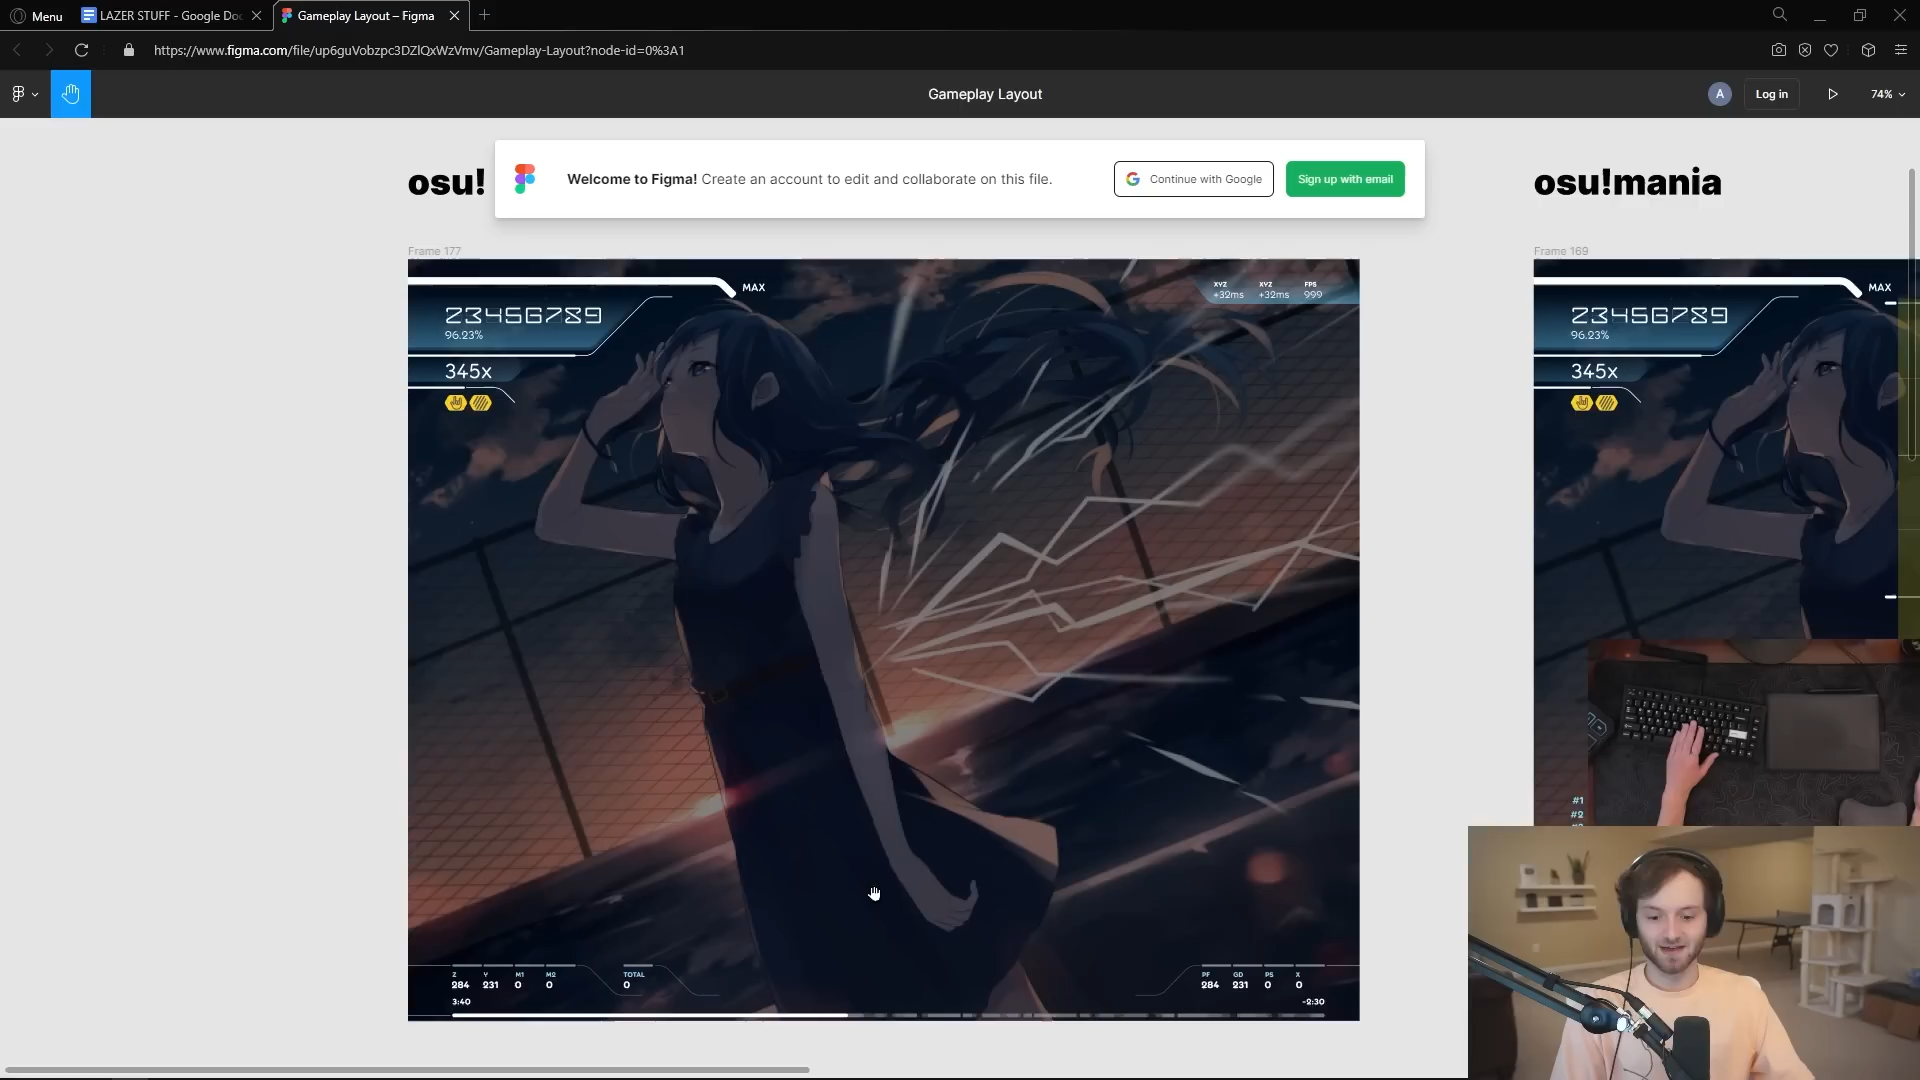 Menu
LAZER STUFF - Google Do
Gameplay Layout – Figma
https://www.figma.com/file/up6guVobzpc3DZlQxWzVmv/Gameplay-Layout?node-id=0%3A1
Gameplay Layout
A
Log in
74%
osu!
Welcome to Figma! Create an account to edit and collaborate on this file.
Continue with Google
Sign up with email
osu!mania
Frame 177
MAX
23456789
96.23%
345x
XYZ XYZ FPS
+32ms +32ms 999
Z Y M1 M2 TOTAL
284 231 0 0 0
3:40
PF GD PS X
284 231 0 0
-2:30
Frame 169
MAX
23456789
96.23%
345x
#1
#2